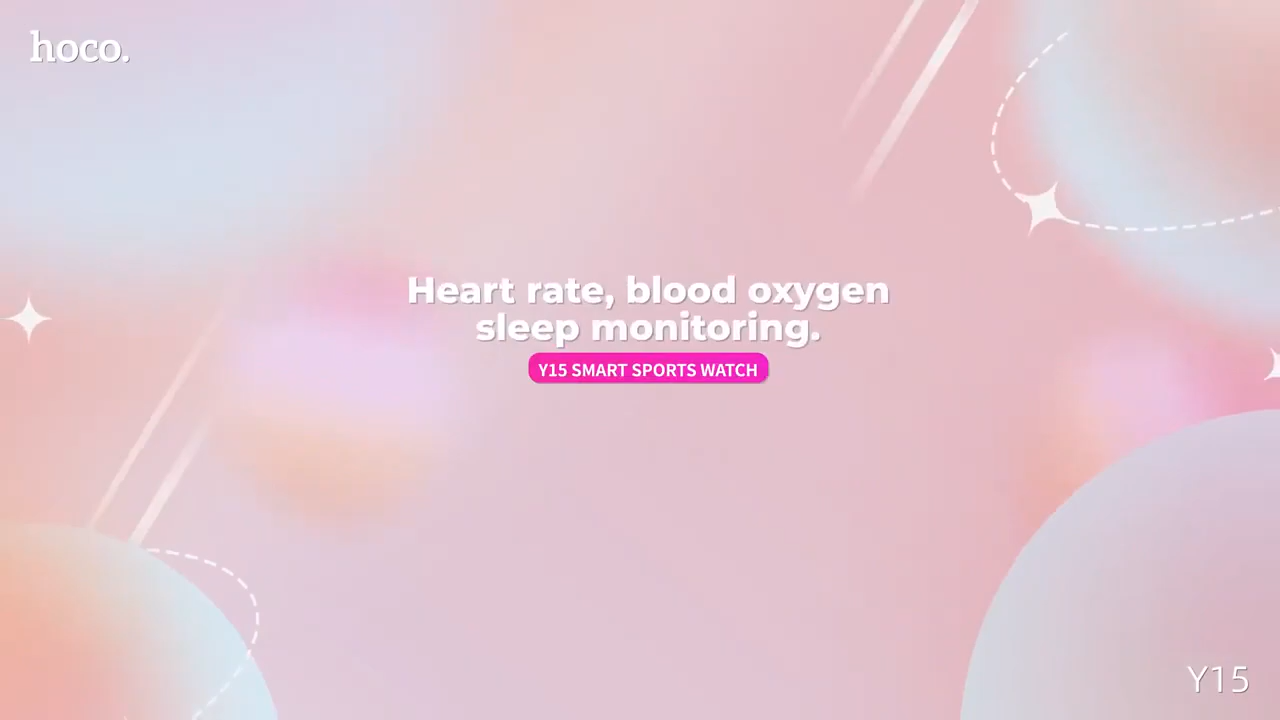 hoco.
Heart rate, blood oxygen
sleep monitoring.
Y15 SMART SPORTS WATCH
Y15